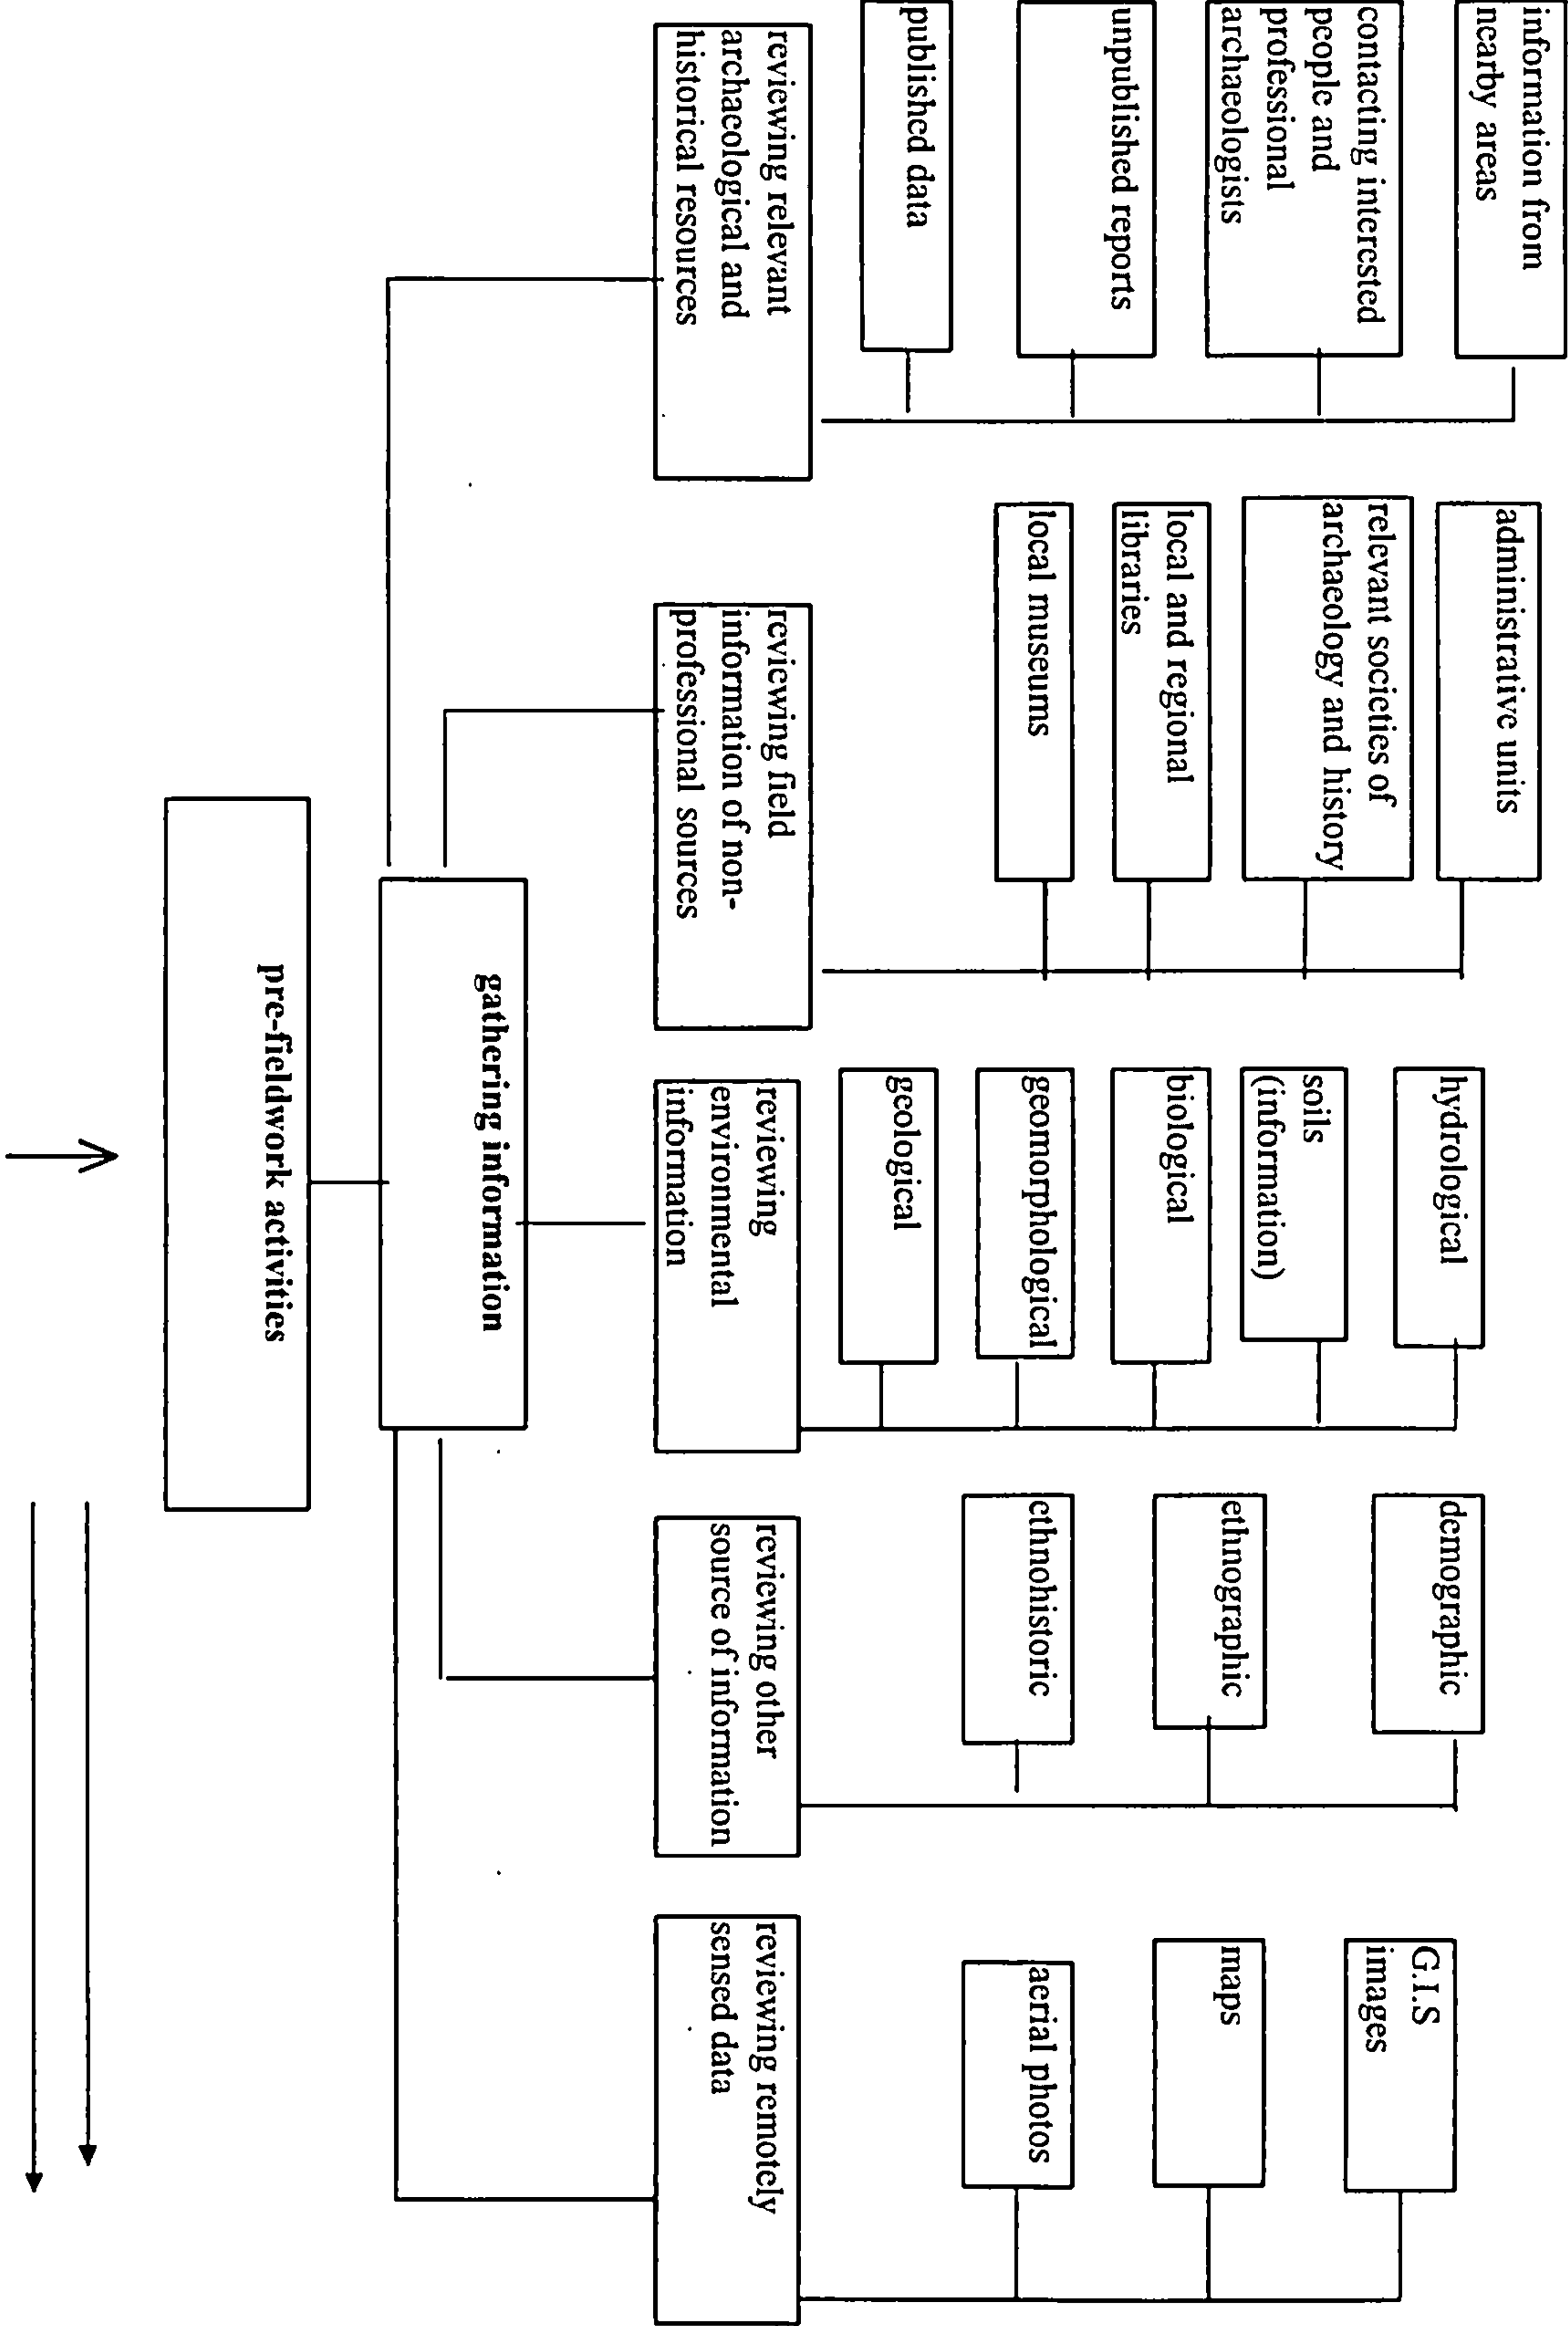 information from
nearby areas
contacting interested
people and
professional
archaeologists
unpublished reports
published data
reviewing relevant
archaeological and
historical resources
administrative units
relevant societies of
archaeology and history
local and regional
libraries
local museums
reviewing field
information of non-
professional sources
hydrological
soils
(information)
biological
geomorphological
geological
reviewing
environmental
information
demographic
ethnographic
ethnohistoric
reviewing other
source of information
G.I.S
images
maps
aerial photos
reviewing remotely
sensed data
gathering information
pre-fieldwork activities